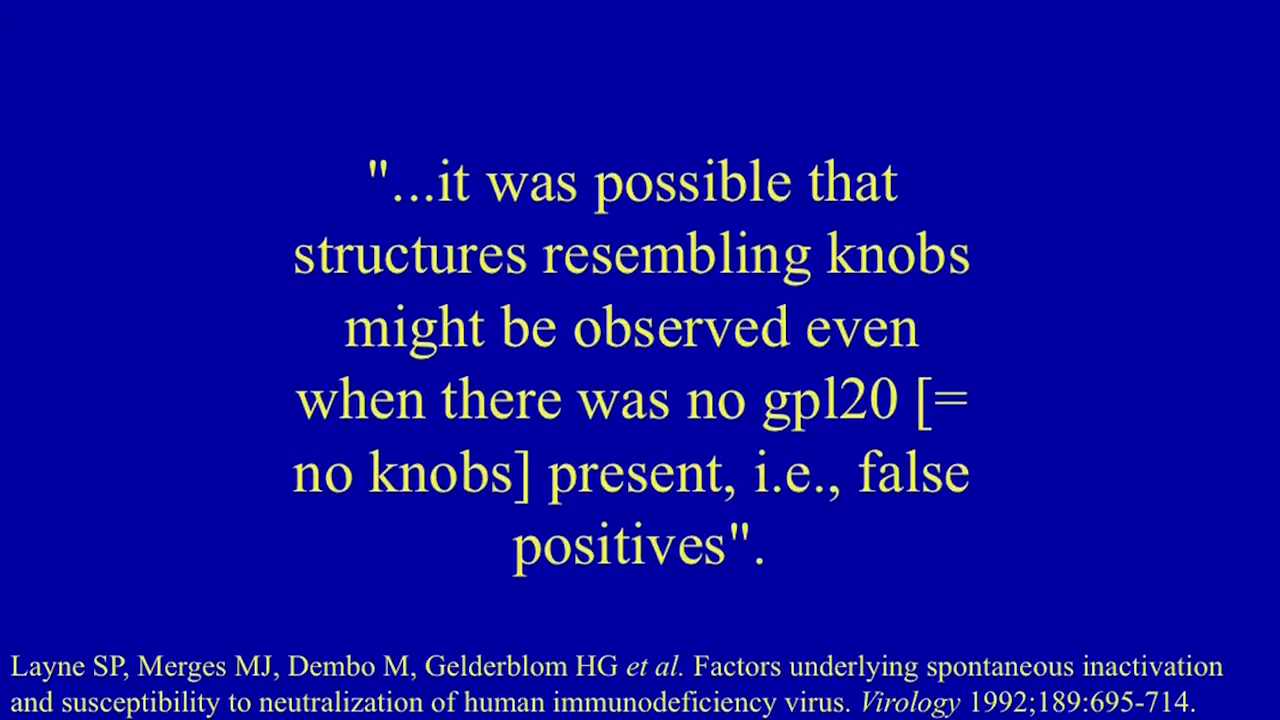 "...it was possible that
structures resembling knobs
might be observed even
when there was no gpl20 [=
no knobs] present, i.e., false
positives".
Layne SP, Merges MJ, Dembo M, Gelderblom HG et al. Factors underlying spontaneous inactivation
and susceptibility to neutralization of human immunodeficiency virus. Virology 1992;189:695-714.